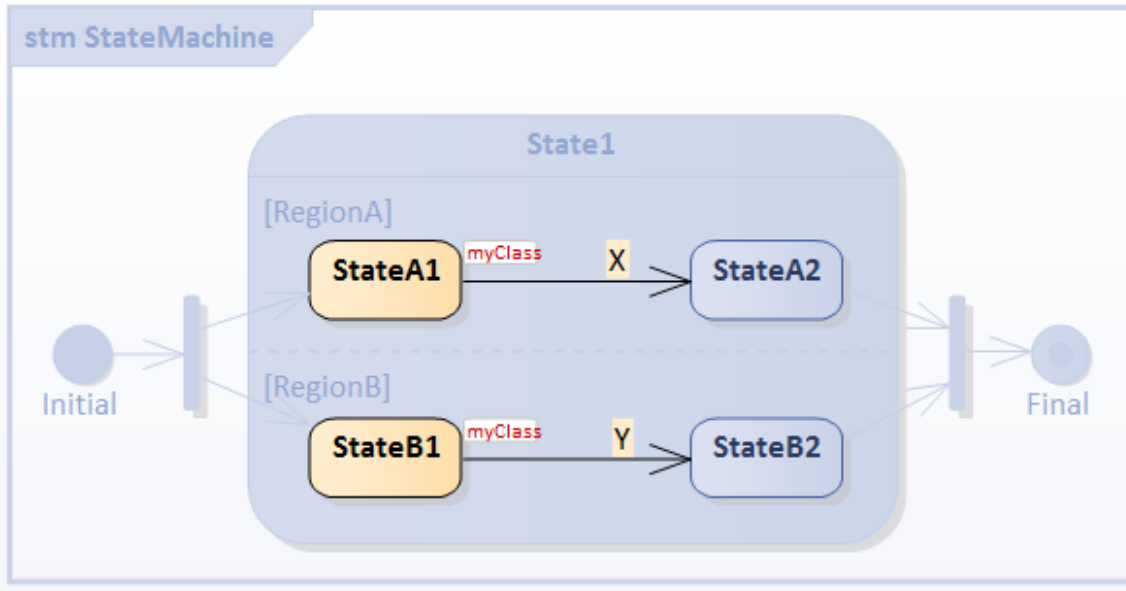 stm StateMachine
State1
[RegionA]
StateA1
myClass
X
StateA2
Initial
[RegionB]
StateB1
myClass
Y
StateB2
Final